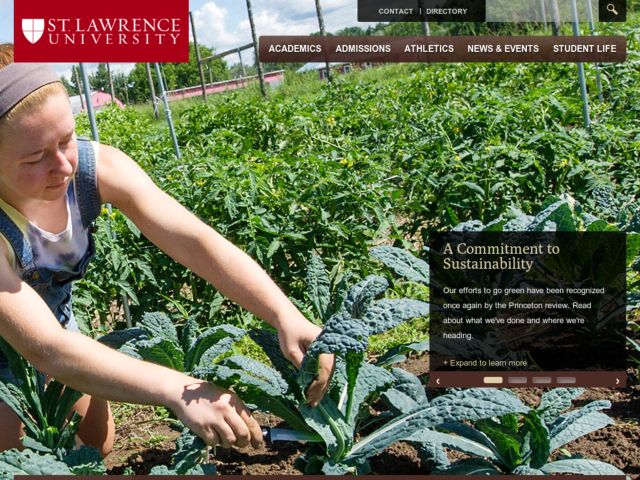 ST LAWRENCE
UNIVERSITY
CONTACT | DIRECTORY
ACADEMICS ADMISSIONS ATHLETICS NEWS & EVENTS STUDENT LIFE
A Commitment to
Sustainability
Our efforts to go green have been recognized
once again by the Princeton review. Read
about what we've done and where we're
heading.
+ Expand to learn more